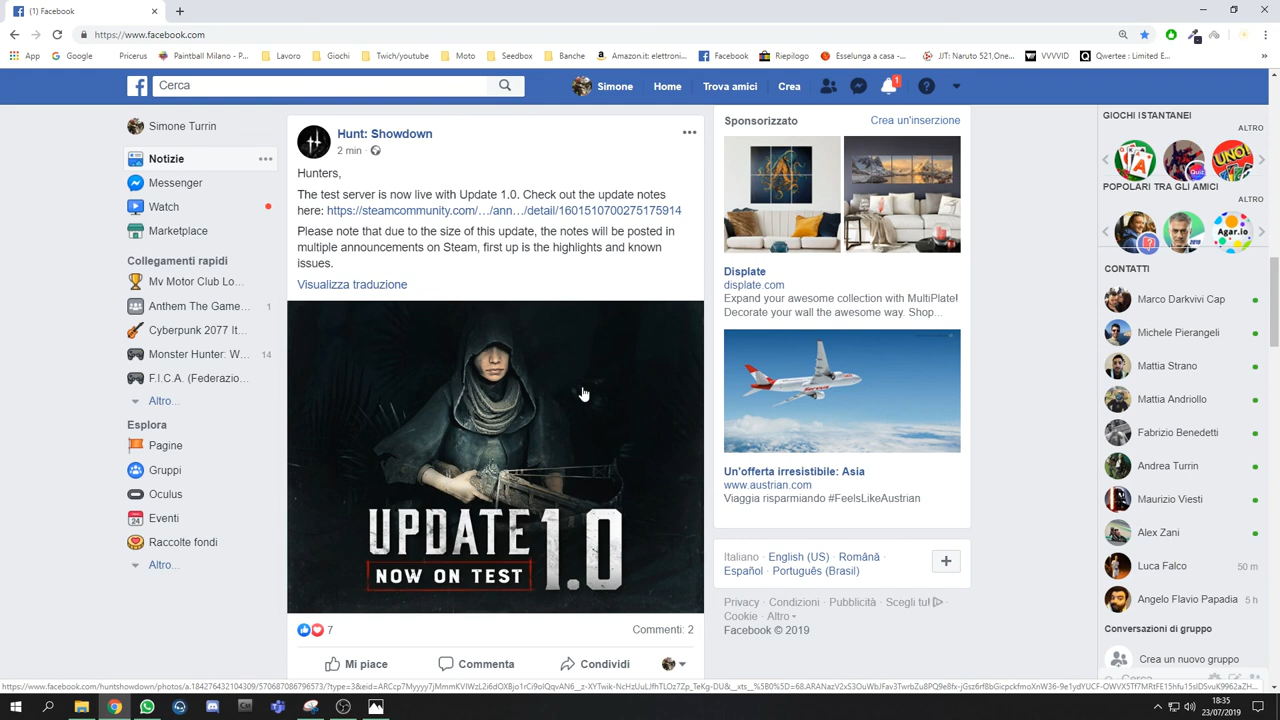 (1) Facebook
https://www.facebook.com
App
Google
Pricerus
Paintball Milano - P...
Lavoro
Giochi
Twich/youtube
Moto
Seedbox
Banche
Amazon.it: elettroni...
Facebook
Riepilogo
Esselunga a casa -...
JJT: Naruto 521,One...
VVVVID
Qwertee : Limited E...
Cerca
Simone
Home
Trova amici
Crea
1
Simone Turrin
Notizie
Messenger
Watch
Marketplace
Collegamenti rapidi
Mv Motor Club Lo...
Anthem The Game... 1
Cyberpunk 2077 It...
Monster Hunter: W... 14
F.I.C.A. (Federazio...
Altro...
Esplora
Pagine
Gruppi
Oculus
Eventi
Raccolte fondi
Altro...
Hunt: Showdown
2 min
Hunters,
The test server is now live with Update 1.0. Check out the update notes
here: https://steamcommunity.com/…/ann…/detail/1601510700275175914
Please note that due to the size of this update, the notes will be posted in
multiple announcements on Steam, first up is the highlights and known
issues.
Visualizza traduzione
UPDATE 1.0
NOW ON TEST
7
Commenti: 2
Mi piace
Commenta
Condividi
Sponsorizzato
Crea un'inserzione
Displate
displate.com
Expand your awesome collection with MultiPlate!
Decorate your wall the awesome way. Shop...
Un'offerta irresistibile: Asia
www.austrian.com
Viaggia risparmiando #FeelsLikeAustrian
Italiano · English (US) · Română ·
Español · Português (Brasil)
Privacy · Condizioni · Pubblicità · Scegli tu! ·
Cookie · Altro
Facebook © 2019
GIOCHI ISTANTANEI
ALTRO
Quiz
UNO!
POPOLARI TRA GLI AMICI
ALTRO
Agar.io
CONTATTI
Marco Darkvivi Cap
Michele Pierangeli
Mattia Strano
Mattia Andriollo
Fabrizio Benedetti
Andrea Turrin
Maurizio Viesti
Alex Zani
Luca Falco 50 m
Angelo Flavio Papadia 5 h
Conversazioni di gruppo
Crea un nuovo gruppo
Cerca
18:35
23/07/2019